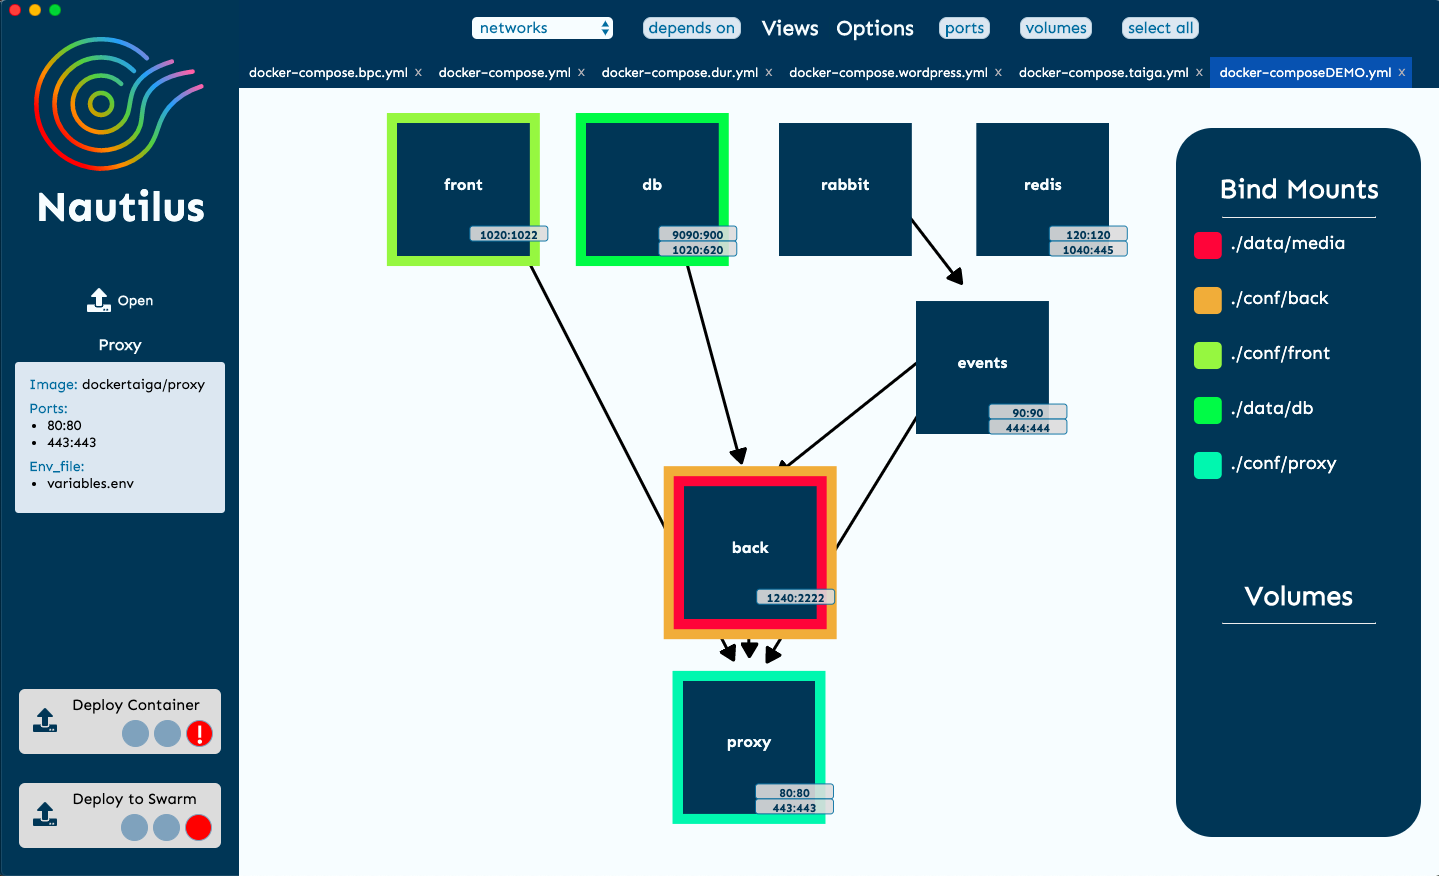 networks
depends on
Views
Options
ports
volumes
select all
docker-compose.bpc.yml x
docker-compose.yml x
docker-compose.dur.yml x
docker-compose.wordpress.yml x
docker-compose.taiga.yml x
docker-composeDEMO.yml x
Nautilus
Open
Proxy
Image: dockertaiga/proxy
Ports:
• 80:80
• 443:443
Env_file:
• variables.env
Deploy Container
!
Deploy to Swarm
front
1020:1022
db
9090:900
1020:620
rabbit
redis
120:120
1040:445
events
90:90
444:444
back
1240:2222
proxy
80:80
443:443
Bind Mounts
./data/media
./conf/back
./conf/front
./data/db
./conf/proxy
Volumes